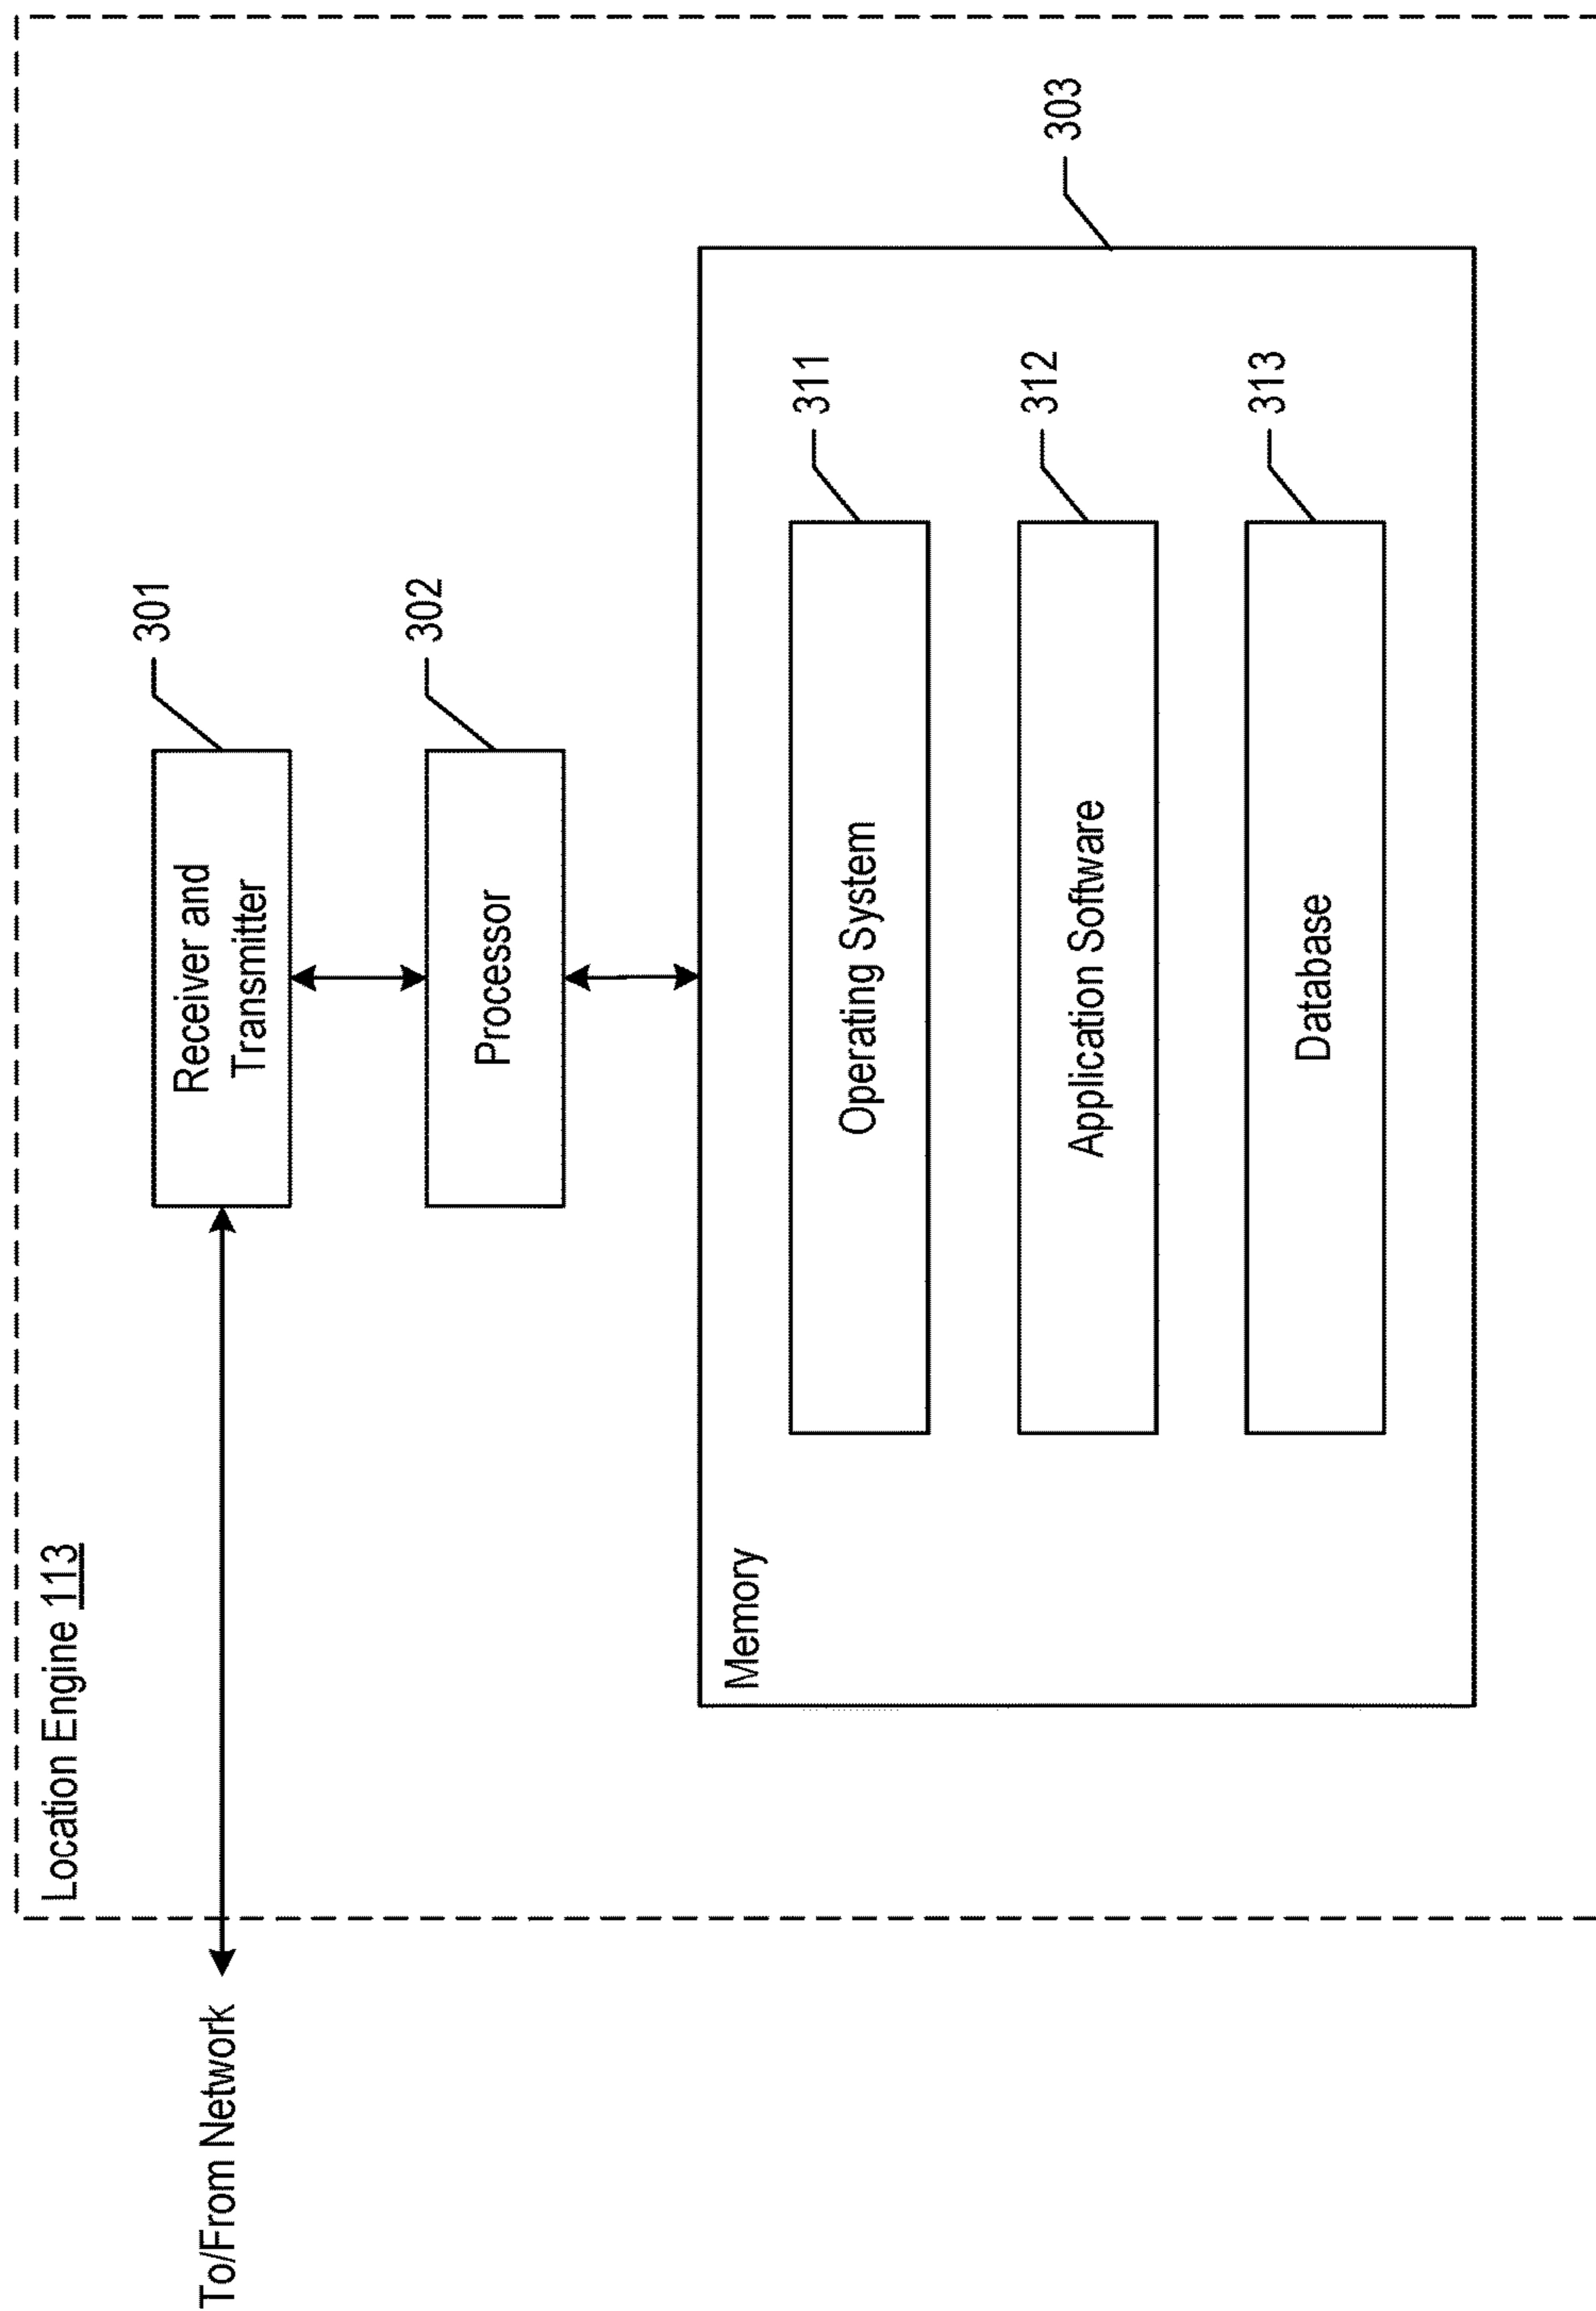 Location Engine 113
To/From Network
Receiver and
Transmitter
301
Processor
302
Memory
303
Operating System
311
Application Software
312
Database
313